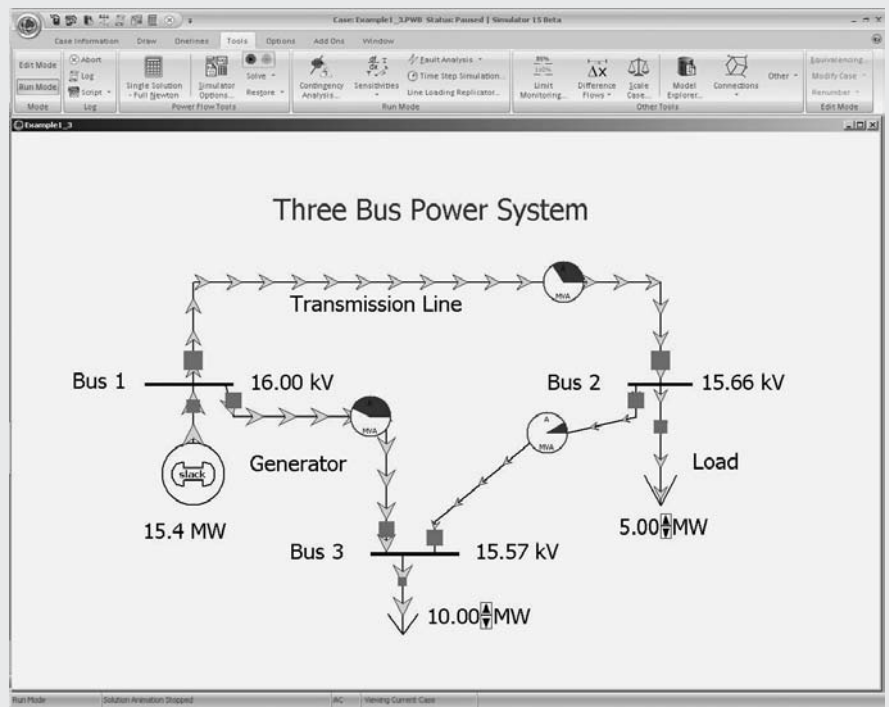 Case: Example1_3.PWB Status: Paused | Simulator 15 Beta
Case Information Draw Onelines Tools Options Add Ons Window
Edit Mode
Run Mode
Mode
Abort
Log
Script
Log
Single Solution - Full Newton
Simulator Options...
Solve
Restore
Power Flow Tools
Contingency Analysis...
Sensitivities
Fault Analysis
Time Step Simulation...
Line Loading Replicator...
Run Mode
Limit Monitoring...
Difference Flows
Scale Case...
Model Explorer...
Connections
Other
Other Tools
Equivalencing...
Modify Case
Renumber
Edit Mode
Example1_3
Three Bus Power System
A
MVA
Transmission Line
Bus 1
16.00 kV
Bus 2
15.66 kV
A
MVA
A
MVA
Generator
Load
slack
15.4 MW
5.00 MW
Bus 3
15.57 kV
10.00 MW
Run Mode Solution Animation Stopped AC Viewing Current Case